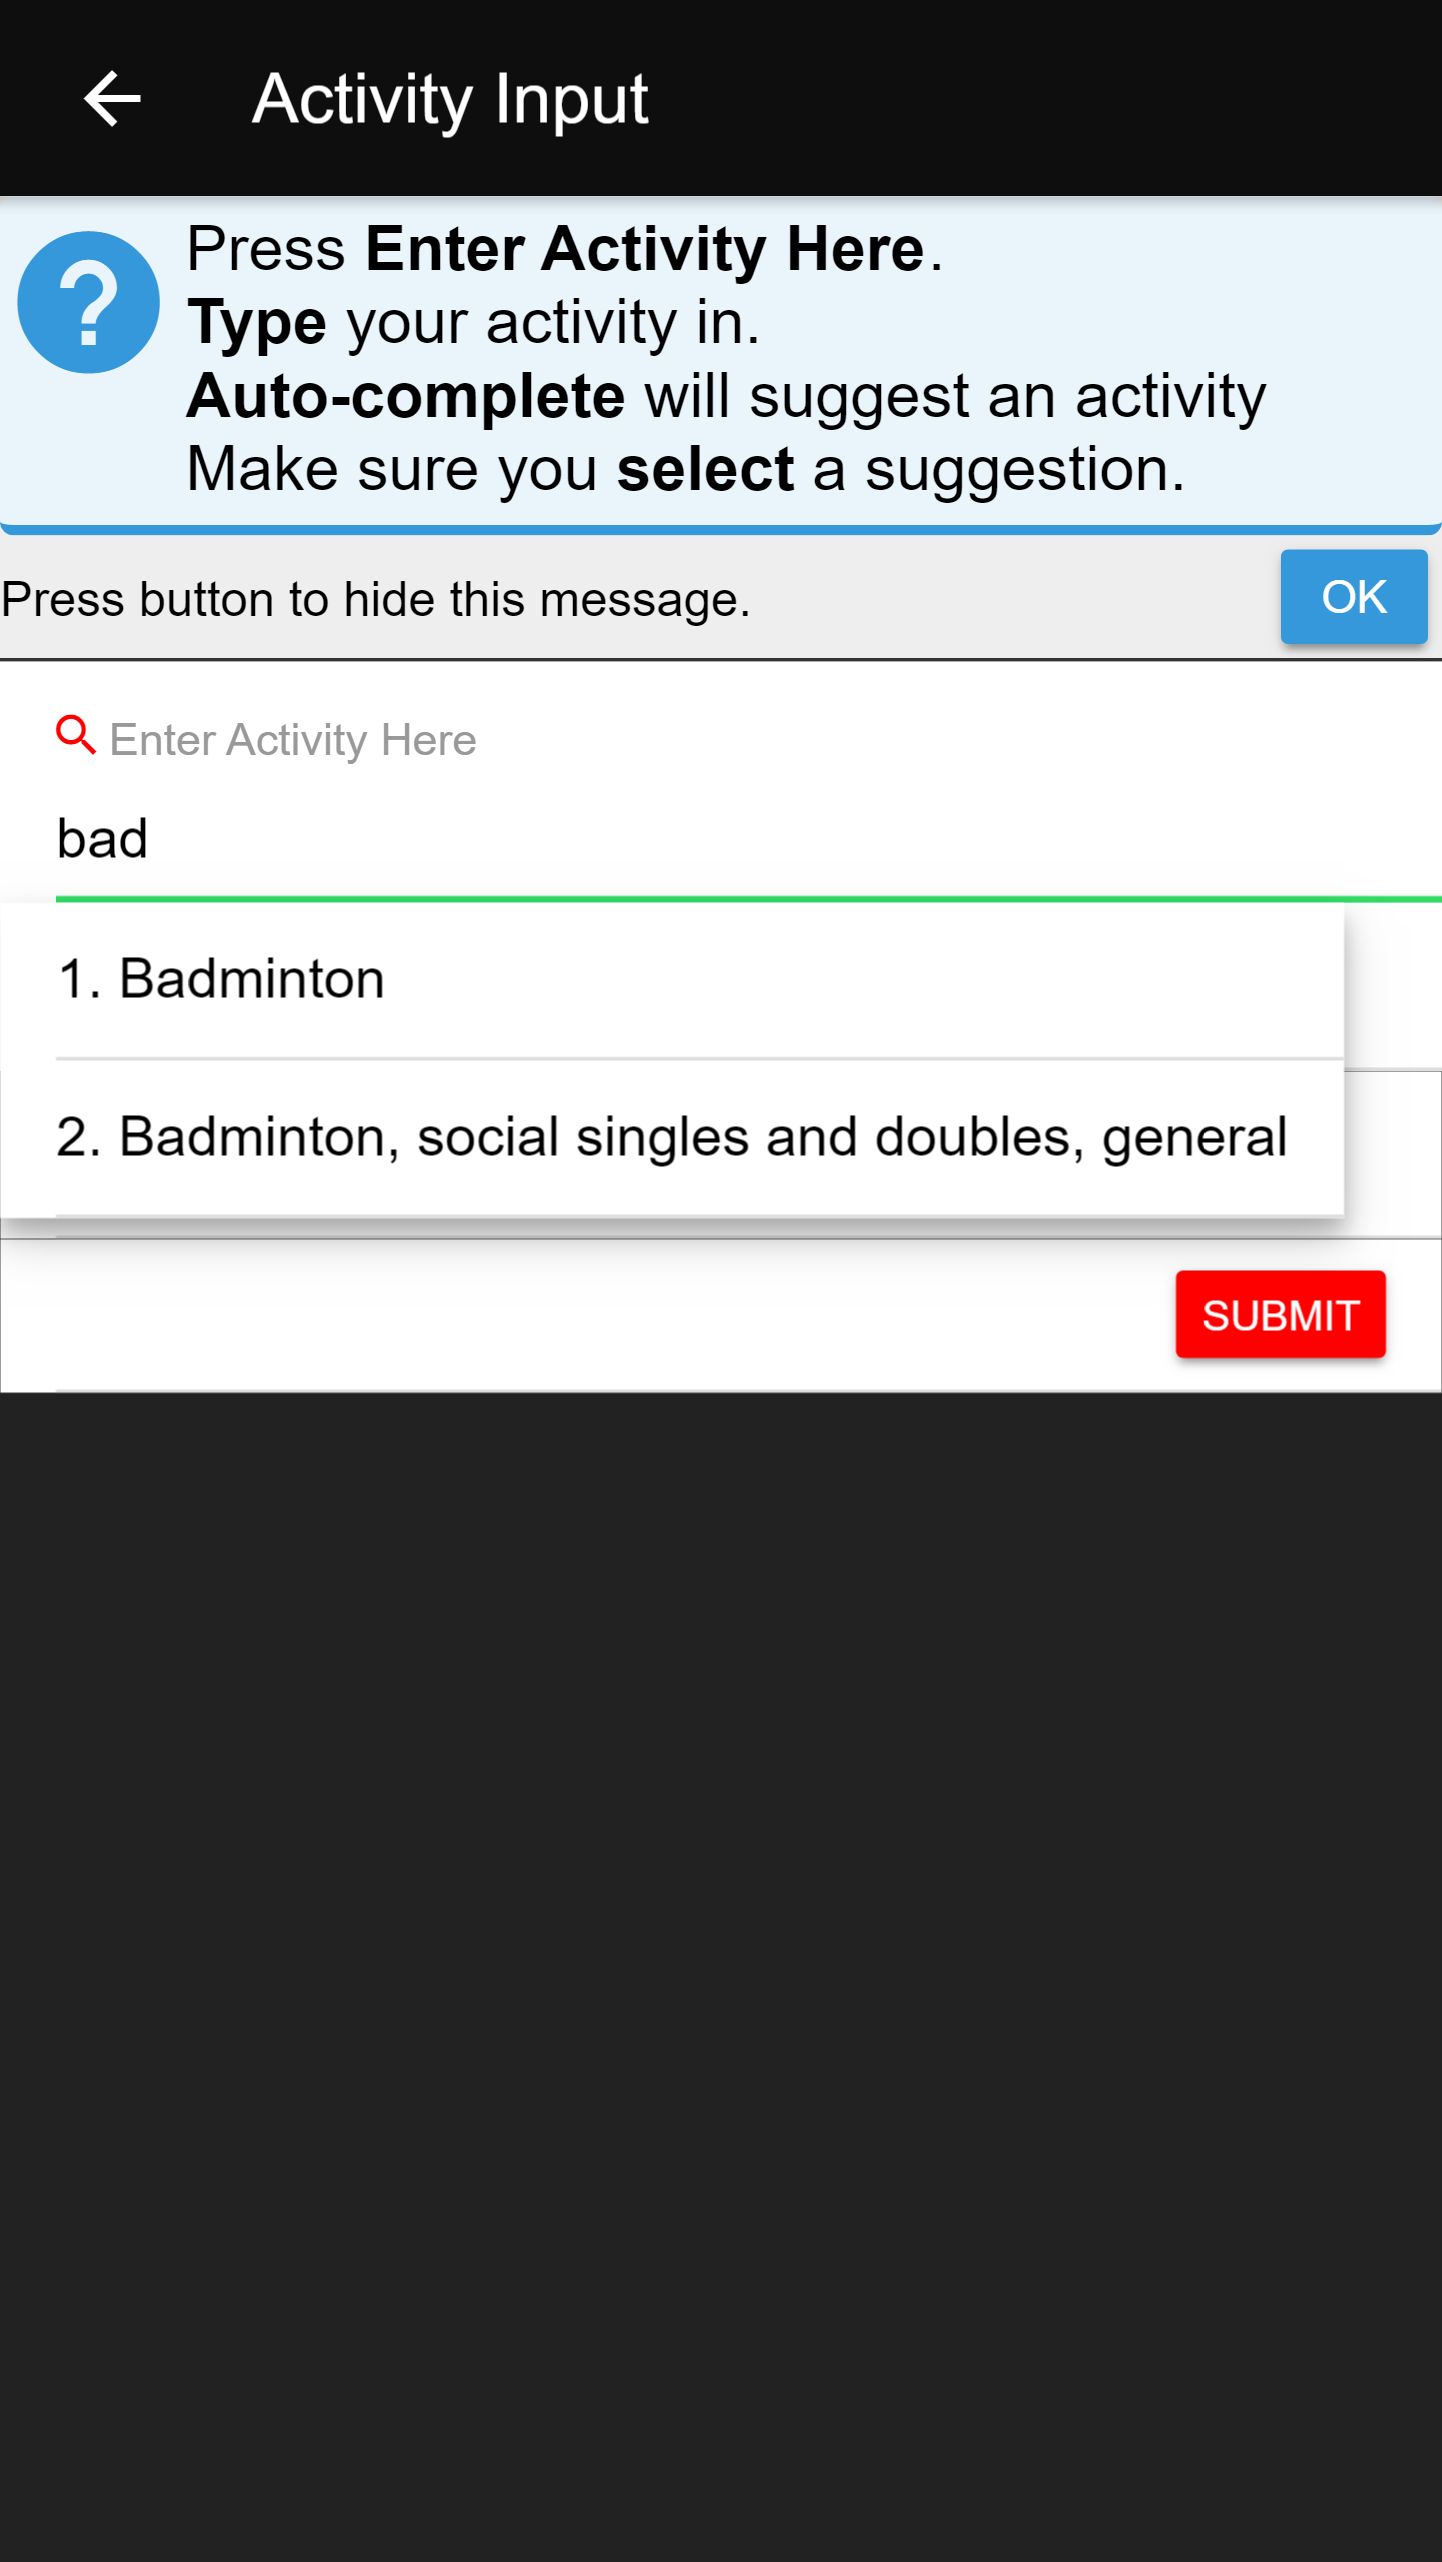 Activity Input
Press Enter Activity Here.
Type your activity in.
Auto-complete will suggest an activity
Make sure you select a suggestion.
Press button to hide this message.
OK
Enter Activity Here
bad
1. Badminton
2. Badminton, social singles and doubles, general
SUBMIT